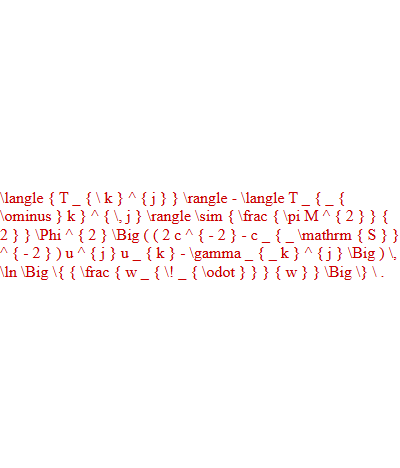 \langle { T _ { \ k } ^ { j } } \rangle - \langle T _ { _ {
\ominus } k } ^ { \, j } \rangle \sim { \frac { \pi M ^ { 2 } } {
2 } } \Phi ^ { 2 } \Big ( ( 2 c ^ { - 2 } - c _ { _ \mathrm { S } }
^ { - 2 } ) u ^ { j } u _ { k } - \gamma _ { _ k } ^ { j } \Big ) \,
\ln \Big \{ { \frac { w _ { \! _ { \odot } } } { w } } \Big \} \ .